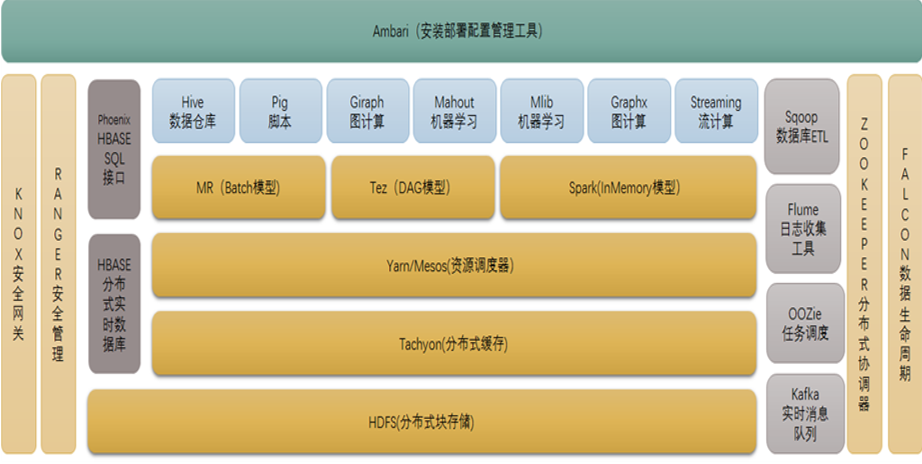 Ambari（安装部署配置管理工具）
KNOX安全网关
RANGER安全管理
Phoenix
HBASE
SQL
接口
HBASE
分布
式实
时数
据库
Hive
数据仓库
Pig
脚本
Giraph
图计算
Mahout
机器学习
Mlib
机器学习
Graphx
图计算
Streaming
流计算
MR（Batch模型)
Tez（DAG模型)
Spark(InMemory模型)
Yarn/Mesos(资源调度器)
Tachyon(分布式缓存)
HDFS(分布式块存储)
Sqoop
数据库ETL
Flume
日志收集
工具
OOZie
任务调度
Kafka
实时消息
队列
ZOOKEEPER分布式协调器
FALCON数据生命周期